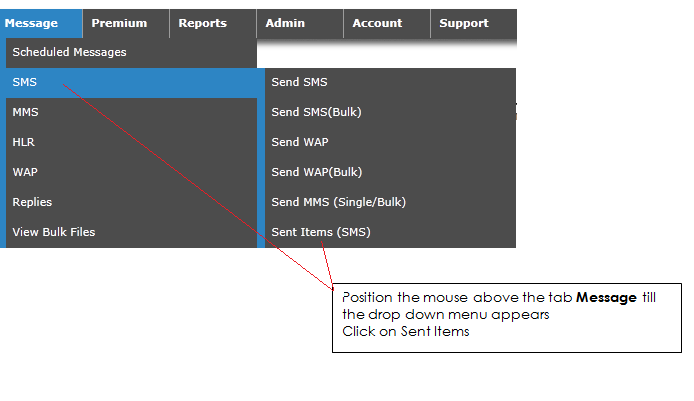 Message Premium Reports Admin Account Support
Scheduled Messages
SMS Send SMS
MMS Send SMS(Bulk)
HLR Send WAP
WAP Send WAP(Bulk)
Replies Send MMS (Single/Bulk)
View Bulk Files Sent Items (SMS)
Position the mouse above the tab Message till
the drop down menu appears
Click on Sent Items